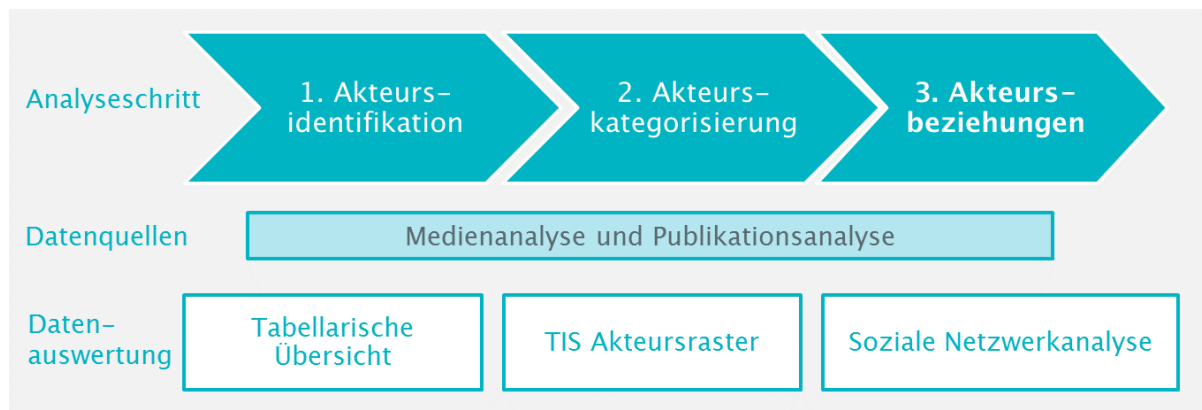 Analyseschritt
1. Akteurs-
identifikation
2. Akteurs-
kategorisierung
3. Akteurs-
beziehungen
Datenquellen
Medienanalyse und Publikationsanalyse
Daten-
auswertung
Tabellarische
Übersicht
TIS Akteursraster
Soziale Netzwerkanalyse